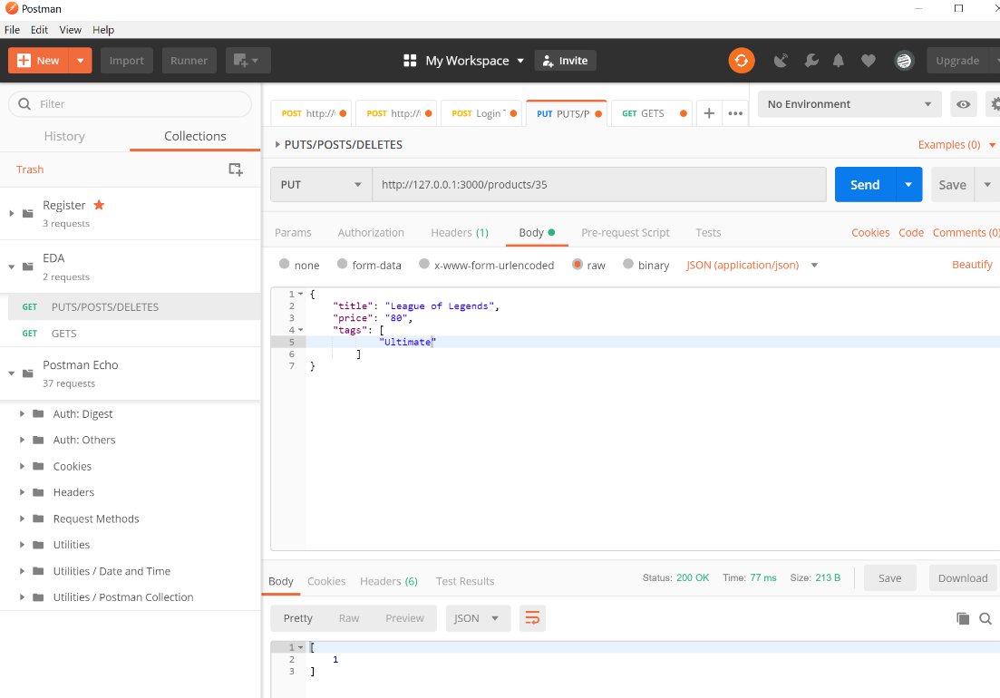 Postman
File Edit View Help
New Import Runner My Workspace Invite Upgrade
Filter
History Collections
Trash
Register
3 requests
EDA
2 requests
GET PUTS/POSTS/DELETES
GET GETS
Postman Echo
37 requests
Auth: Digest
Auth: Others
Cookies
Headers
Request Methods
Utilities
Utilities / Date and Time
Utilities / Postman Collection
POST http:// POST http:// POST Login PUT PUTS/P GET GETS
No Environment
PUTS/POSTS/DELETES
Examples (0)
PUT http://127.0.0.1:3000/products/35 Send Save
Params Authorization Headers (1) Body Pre-request Script Tests Cookies Code Comments (0)
none form-data x-www-form-urlencoded raw binary JSON (application/json) Beautify
1 {
2 "title": "League of Legends",
3 "price": "80",
4 "tags": [
5 "Ultimate"
6 ]
7 }
Body Cookies Headers (6) Test Results Status: 200 OK Time: 77 ms Size: 213 B Save Download
Pretty Raw Preview JSON
1 [
2 1
3 ]